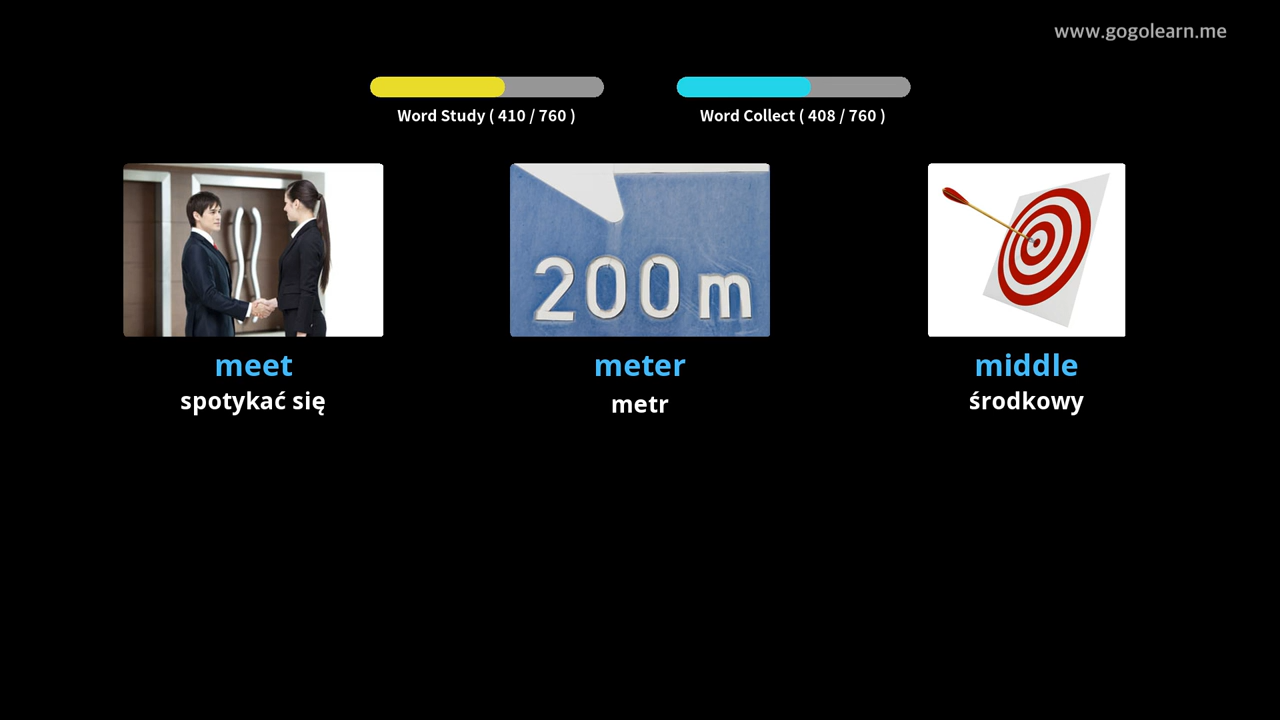 www.gogolearn.me
Word Study ( 410 / 760 )
Word Collect ( 408 / 760 )
200 m
meet
spotykać się
meter
metr
middle
środkowy